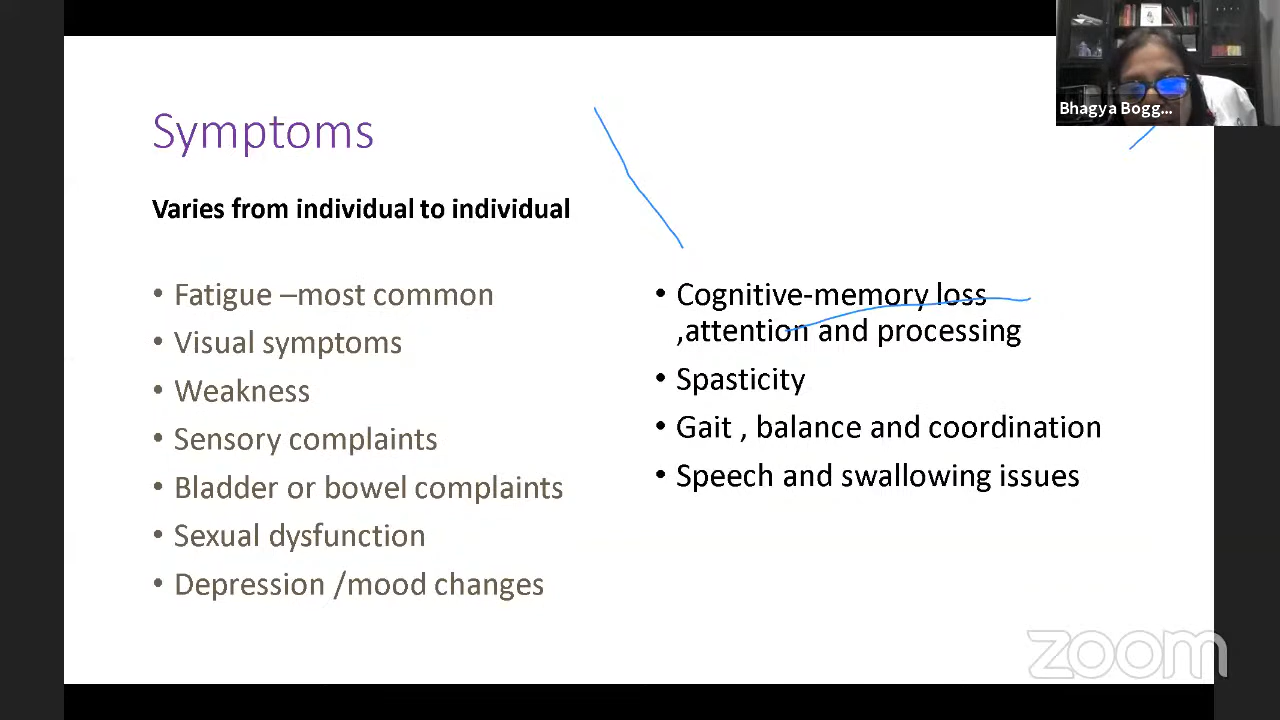 Bhagya Bogg...
Symptoms
Varies from individual to individual
• Fatigue –most common
• Visual symptoms
• Weakness
• Sensory complaints
• Bladder or bowel complaints
• Sexual dysfunction
• Depression /mood changes
• Cognitive-memory loss
,attention and processing
• Spasticity
• Gait , balance and coordination
• Speech and swallowing issues
zoom